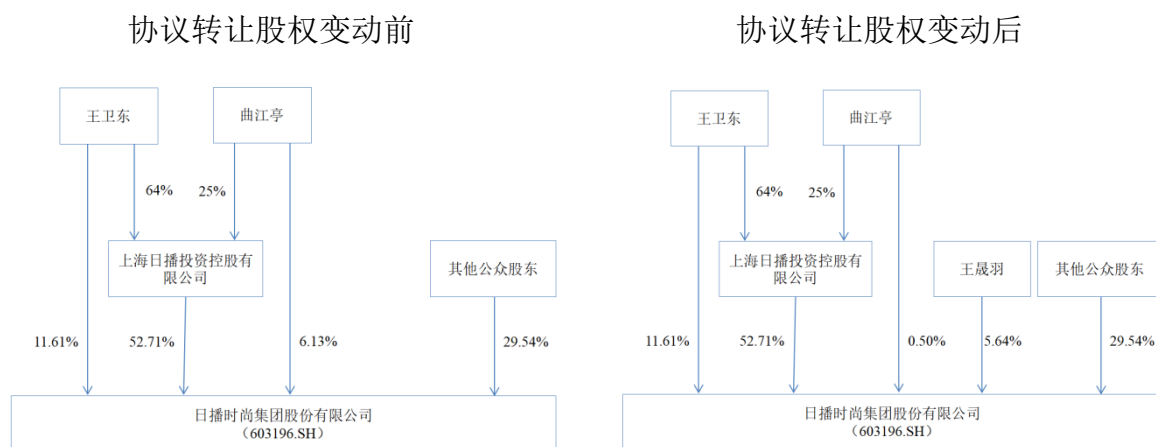 协议转让股权变动前
王卫东
曲江亭
64%
25%
上海日播投资控股有
限公司
其他公众股东
11.61%
52.71%
6.13%
29.54%
日播时尚集团股份有限公司
（603196.SH）
协议转让股权变动后
王卫东
曲江亭
64%
25%
上海日播投资控股有
限公司
王晟羽
其他公众股东
11.61%
52.71%
0.50%
5.64%
29.54%
日播时尚集团股份有限公司
（603196.SH）